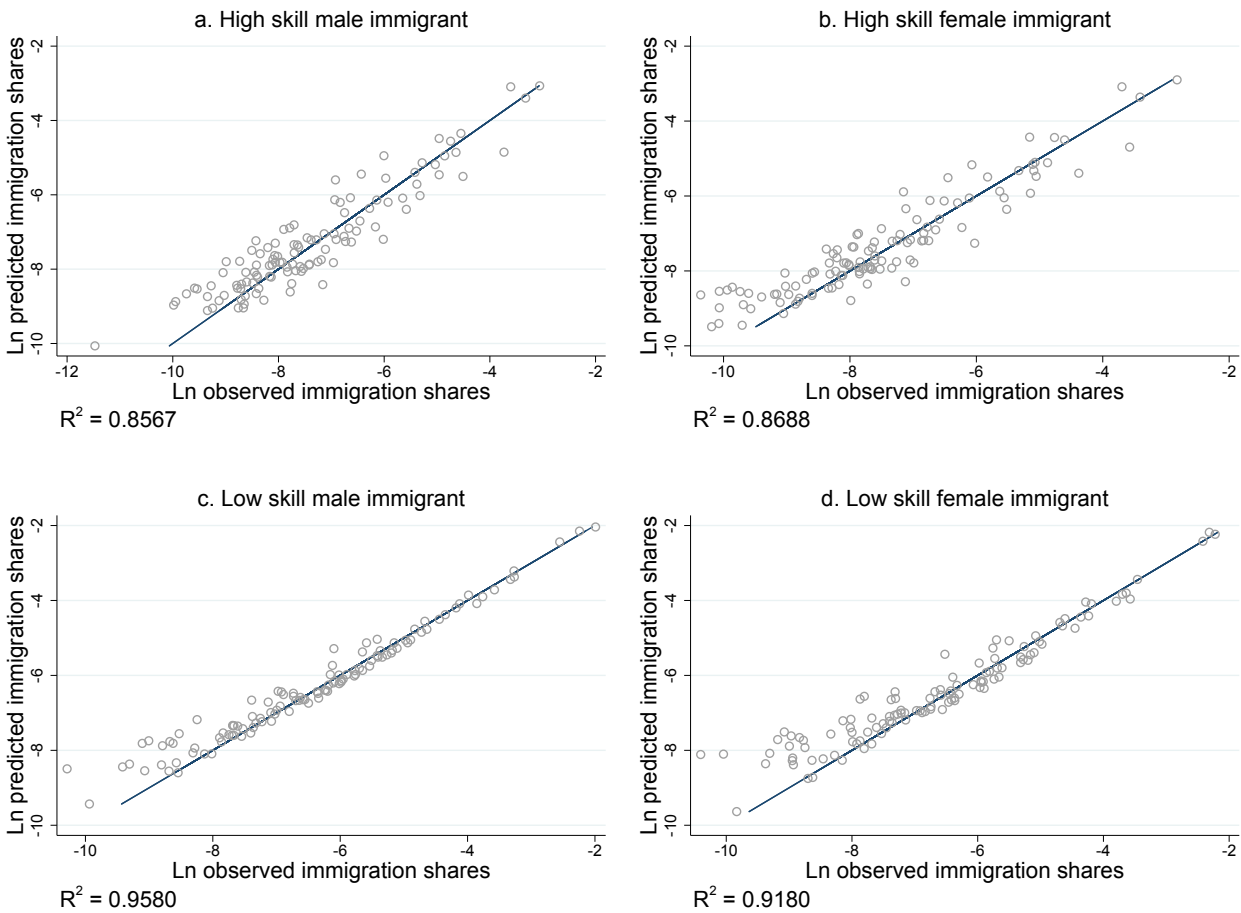 a. High skill male immigrant
Ln predicted immigration shares
-2
-4
-6
-8
-10
-12 -10 -8 -6 -4 -2
Ln observed immigration shares
R² = 0.8567
b. High skill female immigrant
Ln predicted immigration shares
-2
-4
-6
-8
-10
-10 -8 -6 -4 -2
Ln observed immigration shares
R² = 0.8688
c. Low skill male immigrant
Ln predicted immigration shares
-2
-4
-6
-8
-10
-10 -8 -6 -4 -2
Ln observed immigration shares
R² = 0.9580
d. Low skill female immigrant
Ln predicted immigration shares
-2
-4
-6
-8
-10
-10 -8 -6 -4 -2
Ln observed immigration shares
R² = 0.9180